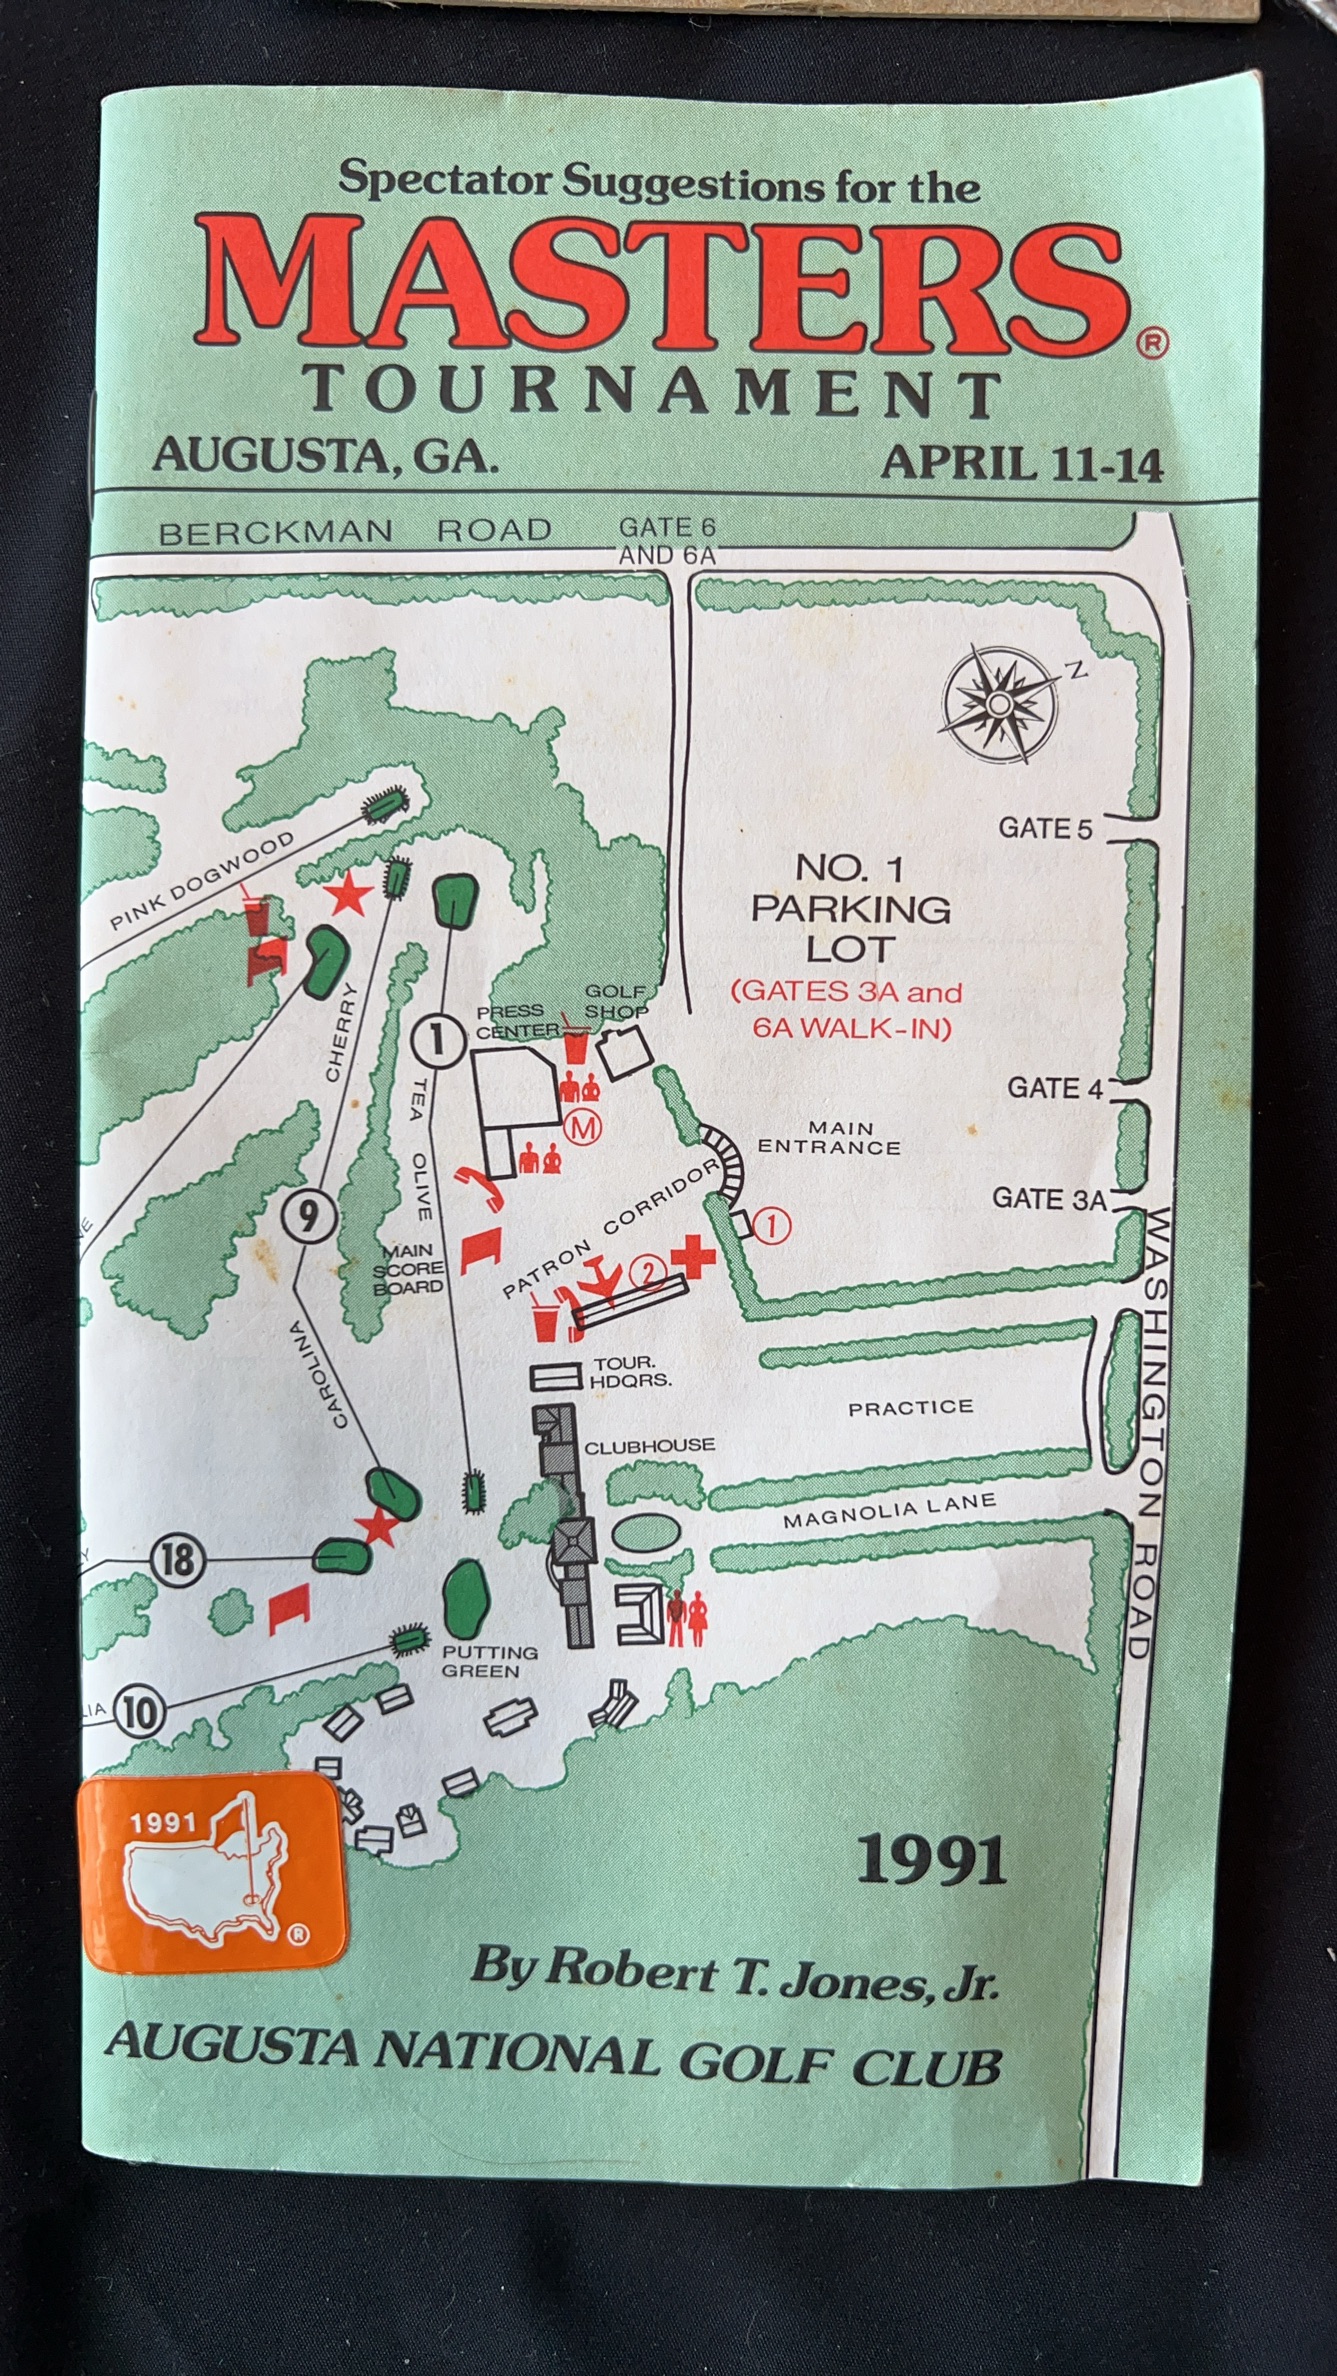 Spectator Suggestions for the
MASTERS®
TOURNAMENT
AUGUSTA, GA.
APRIL 11-14
BERCKMAN ROAD
GATE 6
AND 6A
N
GATE 5
PINK DOGWOOD
NO. 1
PARKING
LOT
(GATES 3A and
6A WALK-IN)
CHERRY
1
PRESS
CENTER
GOLF
SHOP
TEA OLIVE
M
GATE 4
MAIN
ENTRANCE
GATE 3A
PATRON CORRIDOR
1
2
9
MAIN
SCORE
BOARD
CAROLINA
TOUR.
HDQRS.
CLUBHOUSE
PRACTICE
MAGNOLIA LANE
WASHINGTON ROAD
18
PUTTING
GREEN
IA
10
1991
®
1991
By Robert T. Jones, Jr.
AUGUSTA NATIONAL GOLF CLUB